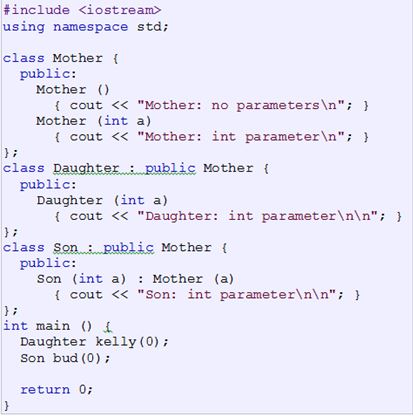 #include <iostream>
using namespace std;
class Mother {
public:
Mother ()
{ cout << "Mother: no parameters\n"; }
Mother (int a)
{ cout << "Mother: int parameter\n"; }
};
class Daughter : public Mother {
public:
Daughter (int a)
{ cout << "Daughter: int parameter\n\n"; }
};
class Son : public Mother {
public:
Son (int a) : Mother (a)
{ cout << "Son: int parameter\n\n"; }
};
int main () {
Daughter kelly(0);
Son bud(0);
return 0;
}